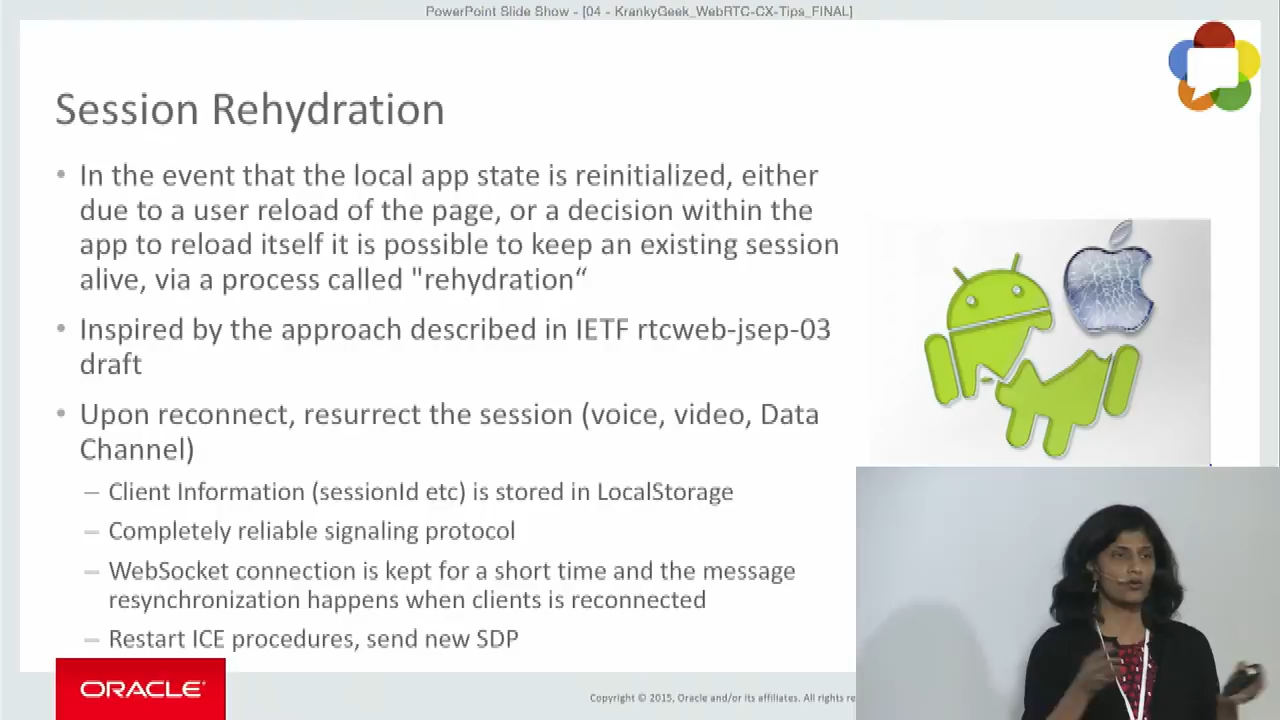 PowerPoint Slide Show - [04 - KrankyGeek_WebRTC-CX-Tips_FINAL]
Session Rehydration
• In the event that the local app state is reinitialized, either
due to a user reload of the page, or a decision within the
app to reload itself it is possible to keep an existing session
alive, via a process called "rehydration“
• Inspired by the approach described in IETF rtcweb-jsep-03
draft
• Upon reconnect, resurrect the session (voice, video, Data
Channel)
– Client Information (sessionId etc) is stored in LocalStorage
– Completely reliable signaling protocol
– WebSocket connection is kept for a short time and the message
resynchronization happens when clients is reconnected
– Restart ICE procedures, send new SDP
ORACLE
Copyright © 2015, Oracle and/or its affiliates. All rights re